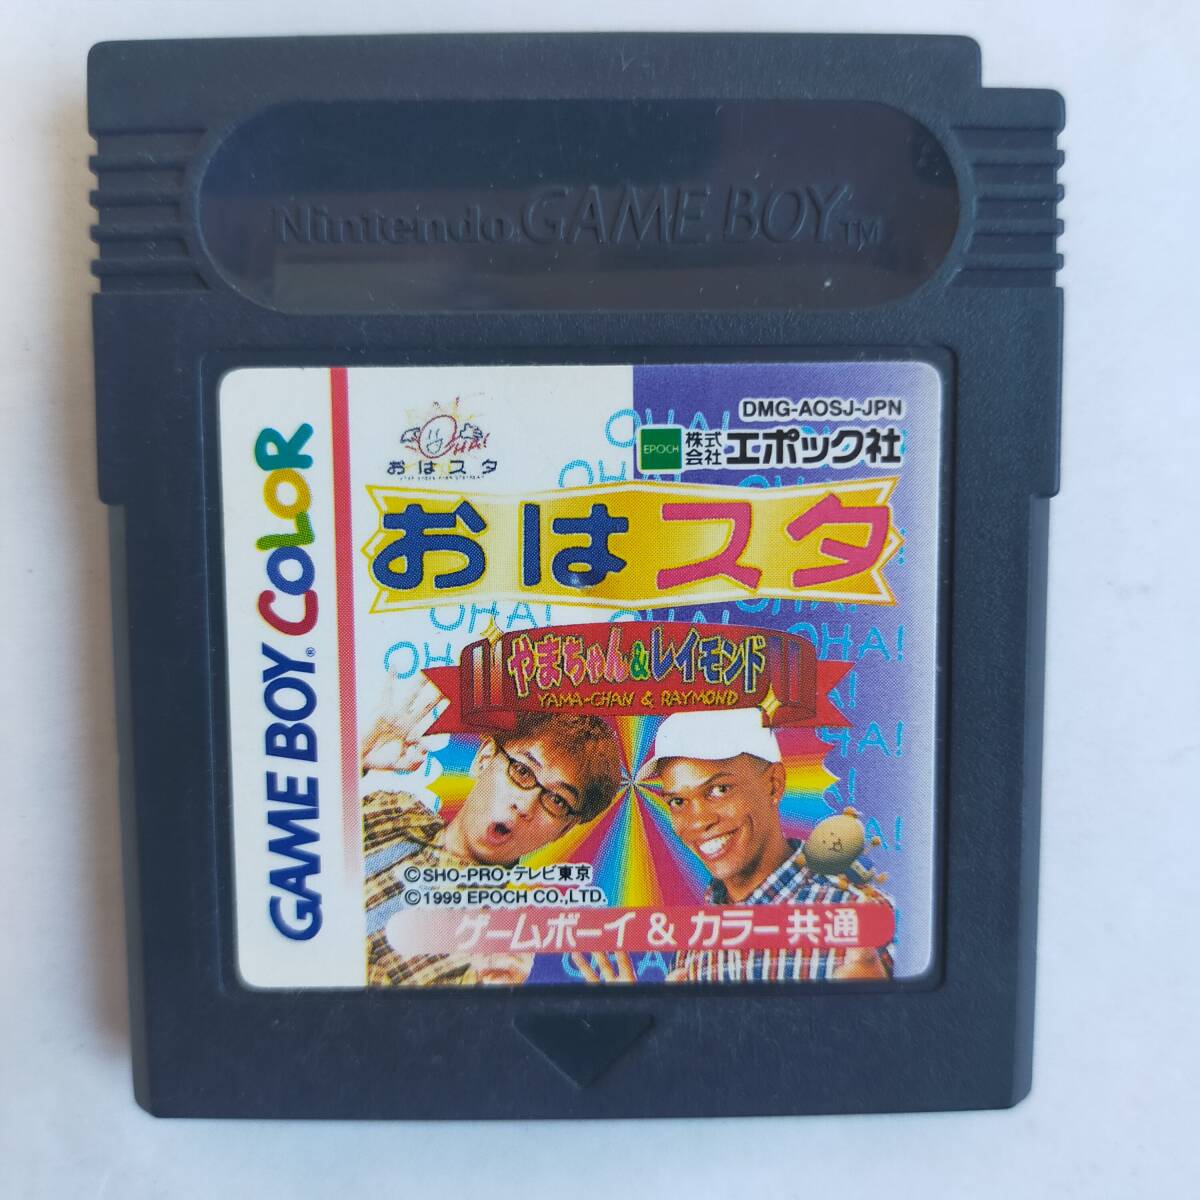 Nintendo GAME BOY TM
DMG-AOSJ-JPN
EPOCH 株式会社 エポック社
OHA!
おはスタ
おはスタ
やまちゃん&レイモンド
YAMA-CHAN & RAYMOND
GAME BOY COLOR
©SHO-PRO・テレビ東京
©1999 EPOCH CO.,LTD.
ゲームボーイ & カラー 共通